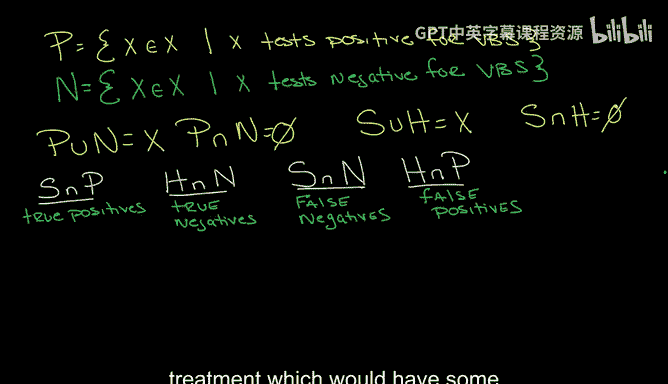 GPT中英字幕课程资源 bilibili
P = { x ∈ X | x tests positive for VBS }
N = { x ∈ X | x tests negative for VBS }
P ∪ N = X P ∩ N = ∅ S ∪ H = X S ∩ H = ∅
S ∩ P H ∩ N S ∩ N H ∩ P
true positives TRUE negatives FAlSE Negatives fAlSE POSITIVES
treatment which would have some